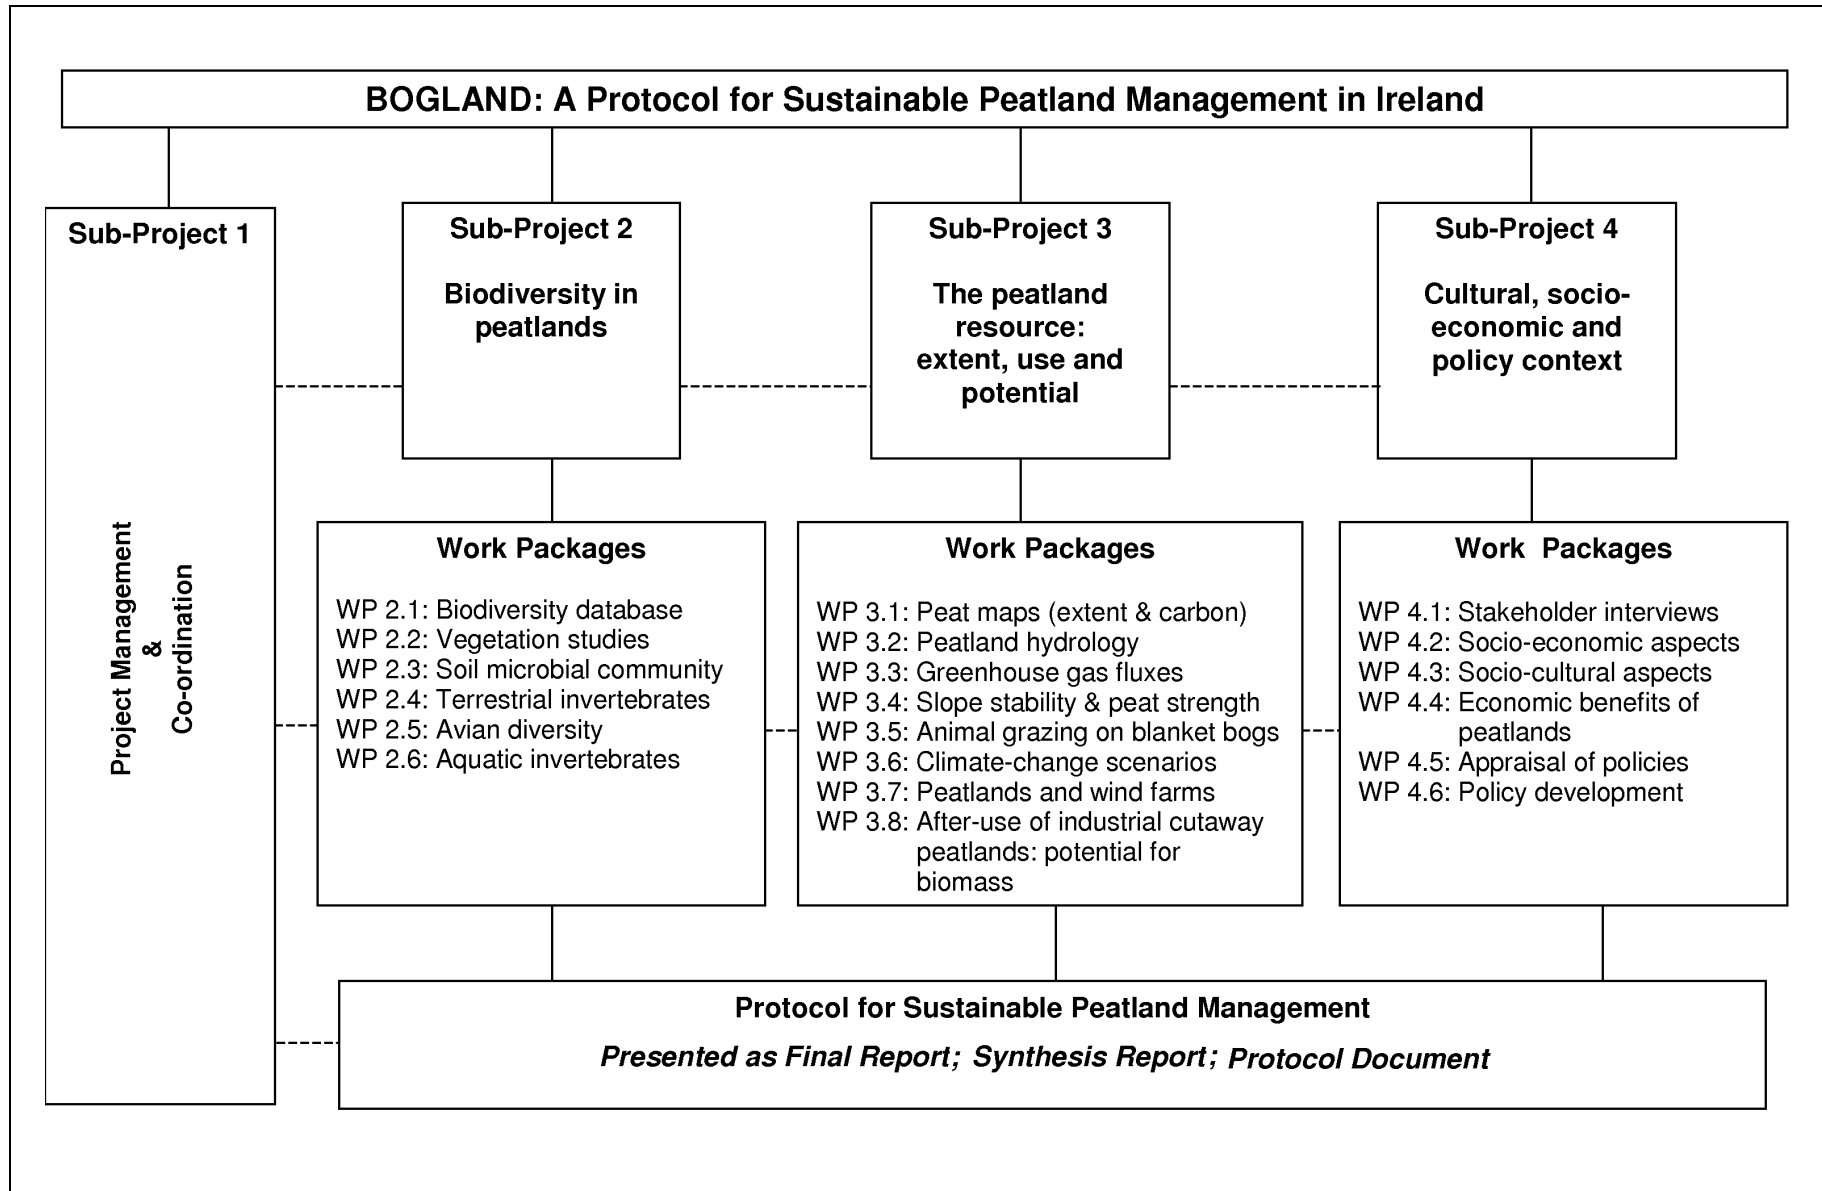 BOGLAND: A Protocol for Sustainable Peatland Management in Ireland
Sub-Project 1
Project Management
&
Co-ordination
Sub-Project 2
Biodiversity in
peatlands
Sub-Project 3
The peatland
resource:
extent, use and
potential
Sub-Project 4
Cultural, socio-
economic and
policy context
Work Packages
WP 2.1: Biodiversity database
WP 2.2: Vegetation studies
WP 2.3: Soil microbial community
WP 2.4: Terrestrial invertebrates
WP 2.5: Avian diversity
WP 2.6: Aquatic invertebrates
Work Packages
WP 3.1: Peat maps (extent & carbon)
WP 3.2: Peatland hydrology
WP 3.3: Greenhouse gas fluxes
WP 3.4: Slope stability & peat strength
WP 3.5: Animal grazing on blanket bogs
WP 3.6: Climate-change scenarios
WP 3.7: Peatlands and wind farms
WP 3.8: After-use of industrial cutaway
peatlands: potential for
biomass
Work Packages
WP 4.1: Stakeholder interviews
WP 4.2: Socio-economic aspects
WP 4.3: Socio-cultural aspects
WP 4.4: Economic benefits of
peatlands
WP 4.5: Appraisal of policies
WP 4.6: Policy development
Protocol for Sustainable Peatland Management
Presented as Final Report; Synthesis Report; Protocol Document